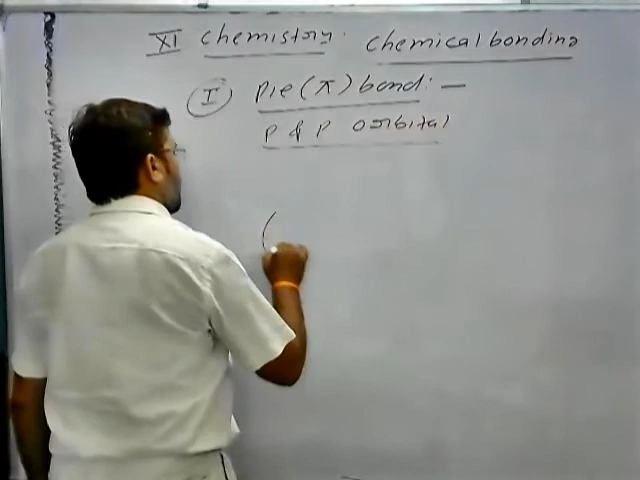 XI Chemistry. Chemical bonding
(I) Pie (π) bond :-
P & P orbital